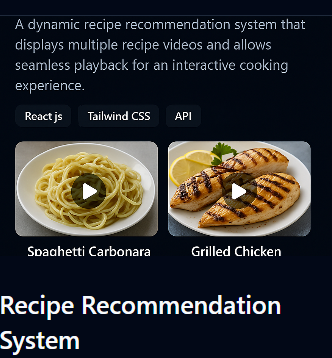 A dynamic recipe recommendation system that
displays multiple recipe videos and allows
seamless playback for an interactive cooking
experience.
React js Tailwind CSS API
Spaghetti Carbonara Grilled Chicken
Recipe Recommendation
System